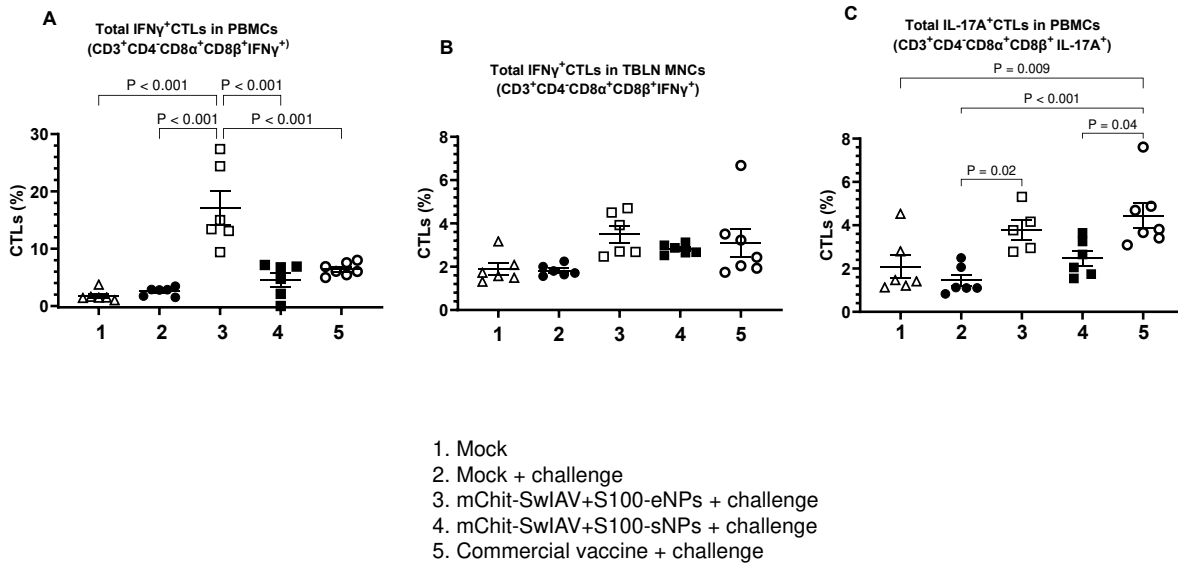 A
Total IFNγ⁺CTLs in PBMCs
(CD3⁺CD4⁻CD8α⁺CD8β⁺IFNγ⁺⁾
P < 0.001
P < 0.001
P < 0.001
P < 0.001
CTLs (%)
30
20
10
0
1 2 3 4 5
B
Total IFNγ⁺CTLs in TBLN MNCs
(CD3⁺CD4⁻CD8α⁺CD8β⁺IFNγ⁺)
CTLs (%)
8
6
4
2
0
1 2 3 4 5
C
Total IL-17A⁺CTLs in PBMCs
(CD3⁺CD4⁻CD8α⁺CD8β⁺ IL-17A⁺)
P = 0.009
P < 0.001
P = 0.04
P = 0.02
CTLs (%)
8
6
4
2
0
1 2 3 4 5
1. Mock
2. Mock + challenge
3. mChit-SwIAV+S100-eNPs + challenge
4. mChit-SwIAV+S100-sNPs + challenge
5. Commercial vaccine + challenge